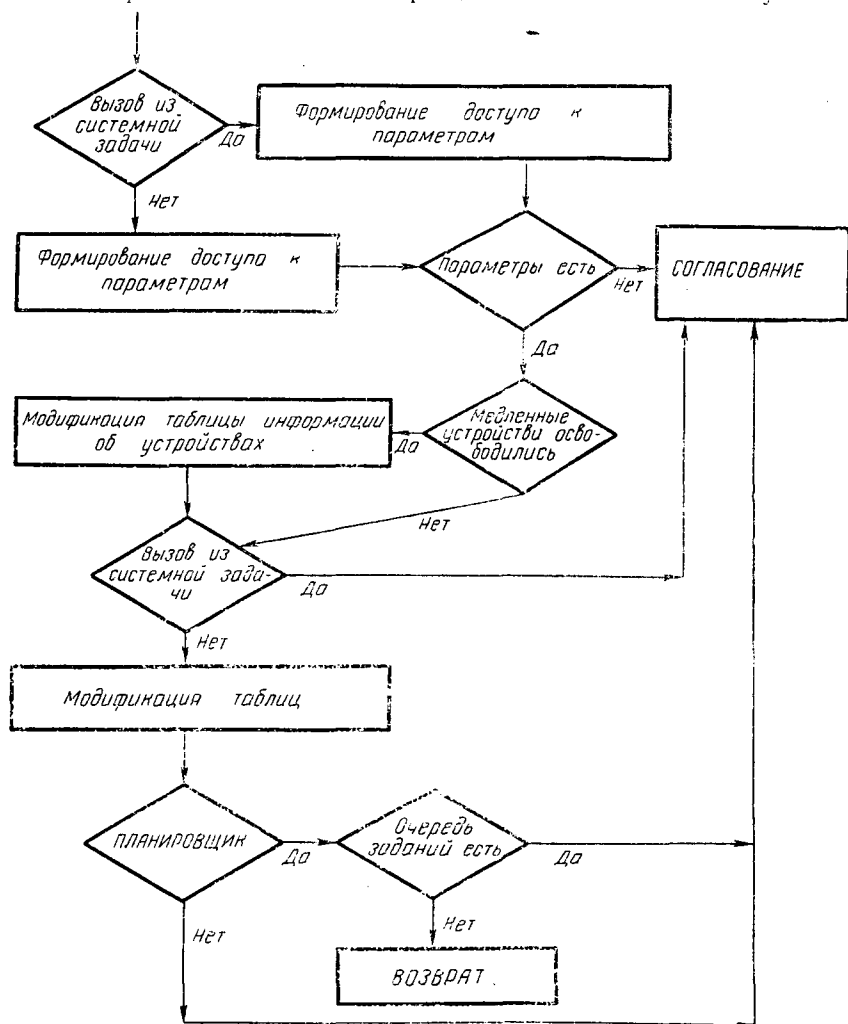 Вызов из
системной
задачи
Да
Формирование доступа к
параметрам
Нет
Формирование доступа к
параметрам
Параметры есть
Нет
СОГЛАСОВАНИЕ
Да
Модификация таблицы информации
об устройствах
Да
Медленные
устройстви осво-
бодились
Нет
Вызов из
системной зада-
чи
Да
Нет
Модификация таблиц
ПЛАНИРОВЩИК
Да
Очередь
заданий есть
Да
Нет
Нет
ВОЗВРАТ